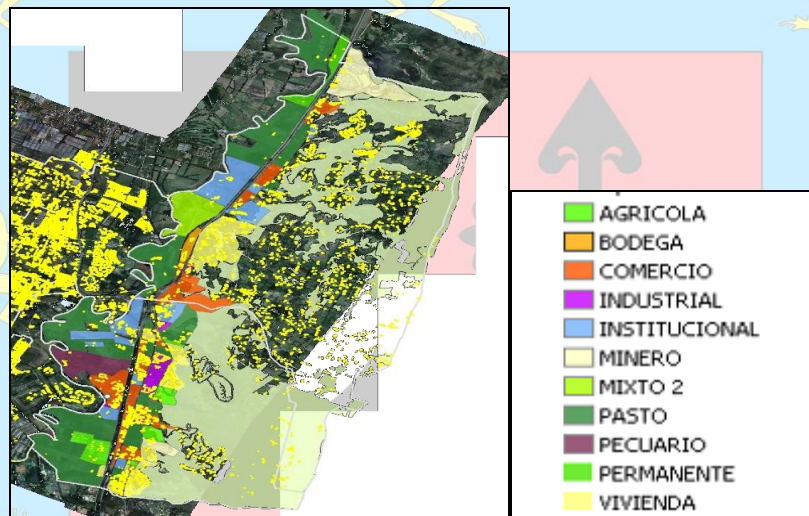 AGRICOLA
BODEGA
COMERCIO
INDUSTRIAL
INSTITUCIONAL
MINERO
MIXTO 2
PASTO
PECUARIO
PERMANENTE
VIVIENDA